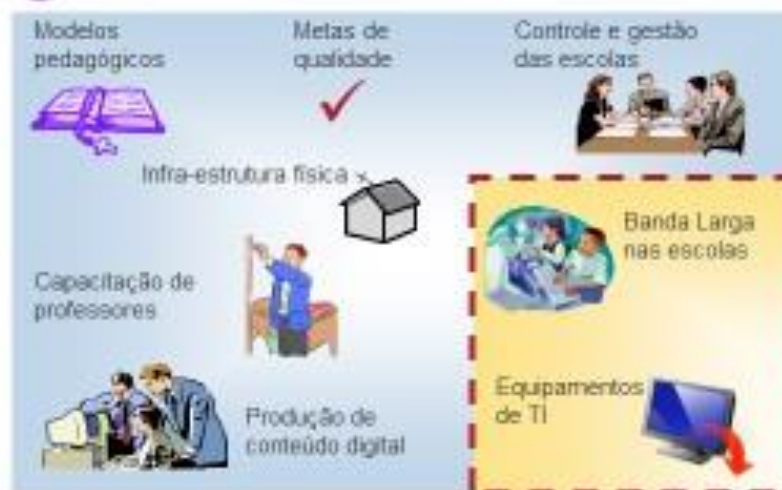 Modelos
pedagógicos
Metas de
qualidade
Controle e gestão
das escolas
Infra-estrutura física
Banda Larga
nas escolas
Capacitação de
professores
Equipamentos
de TI
Produção de
conteúdo digital